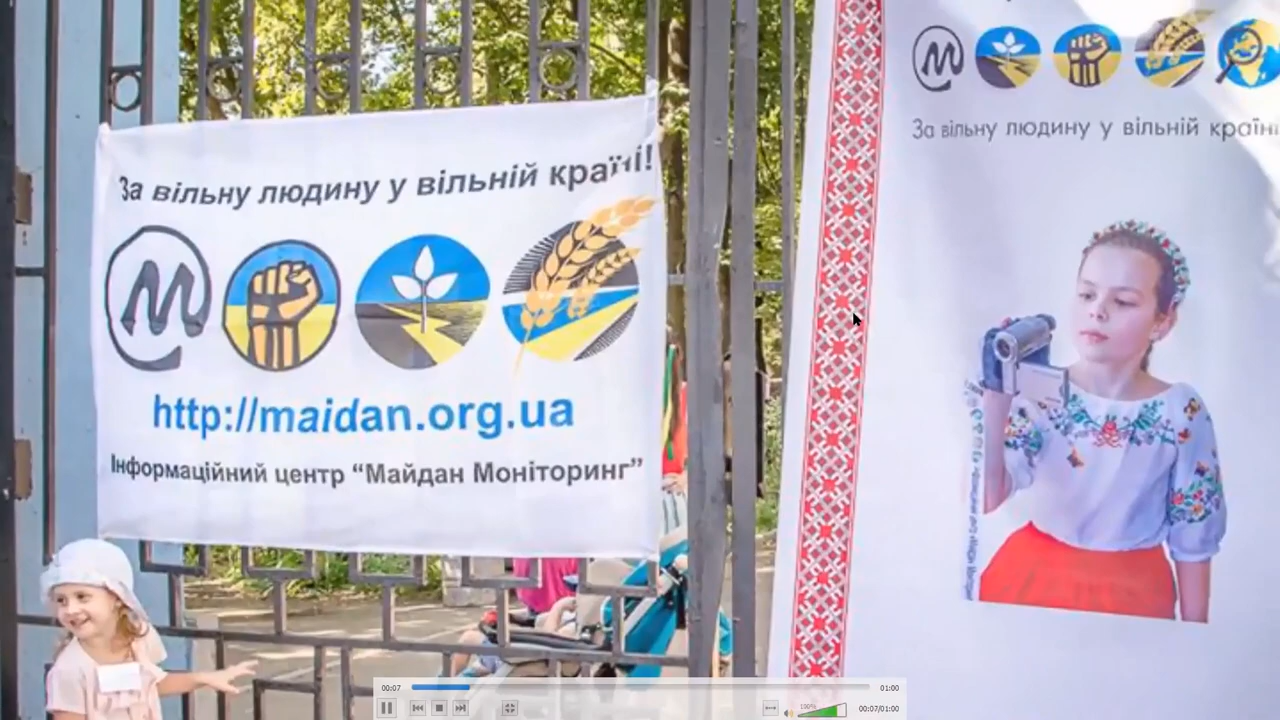 За вільну людину у вільній країні!
http://maidan.org.ua
Інформаційний центр “Майдан Моніторинг”
За вільну людину у вільній країні
00:07
01:00
100%
00:07/01:00